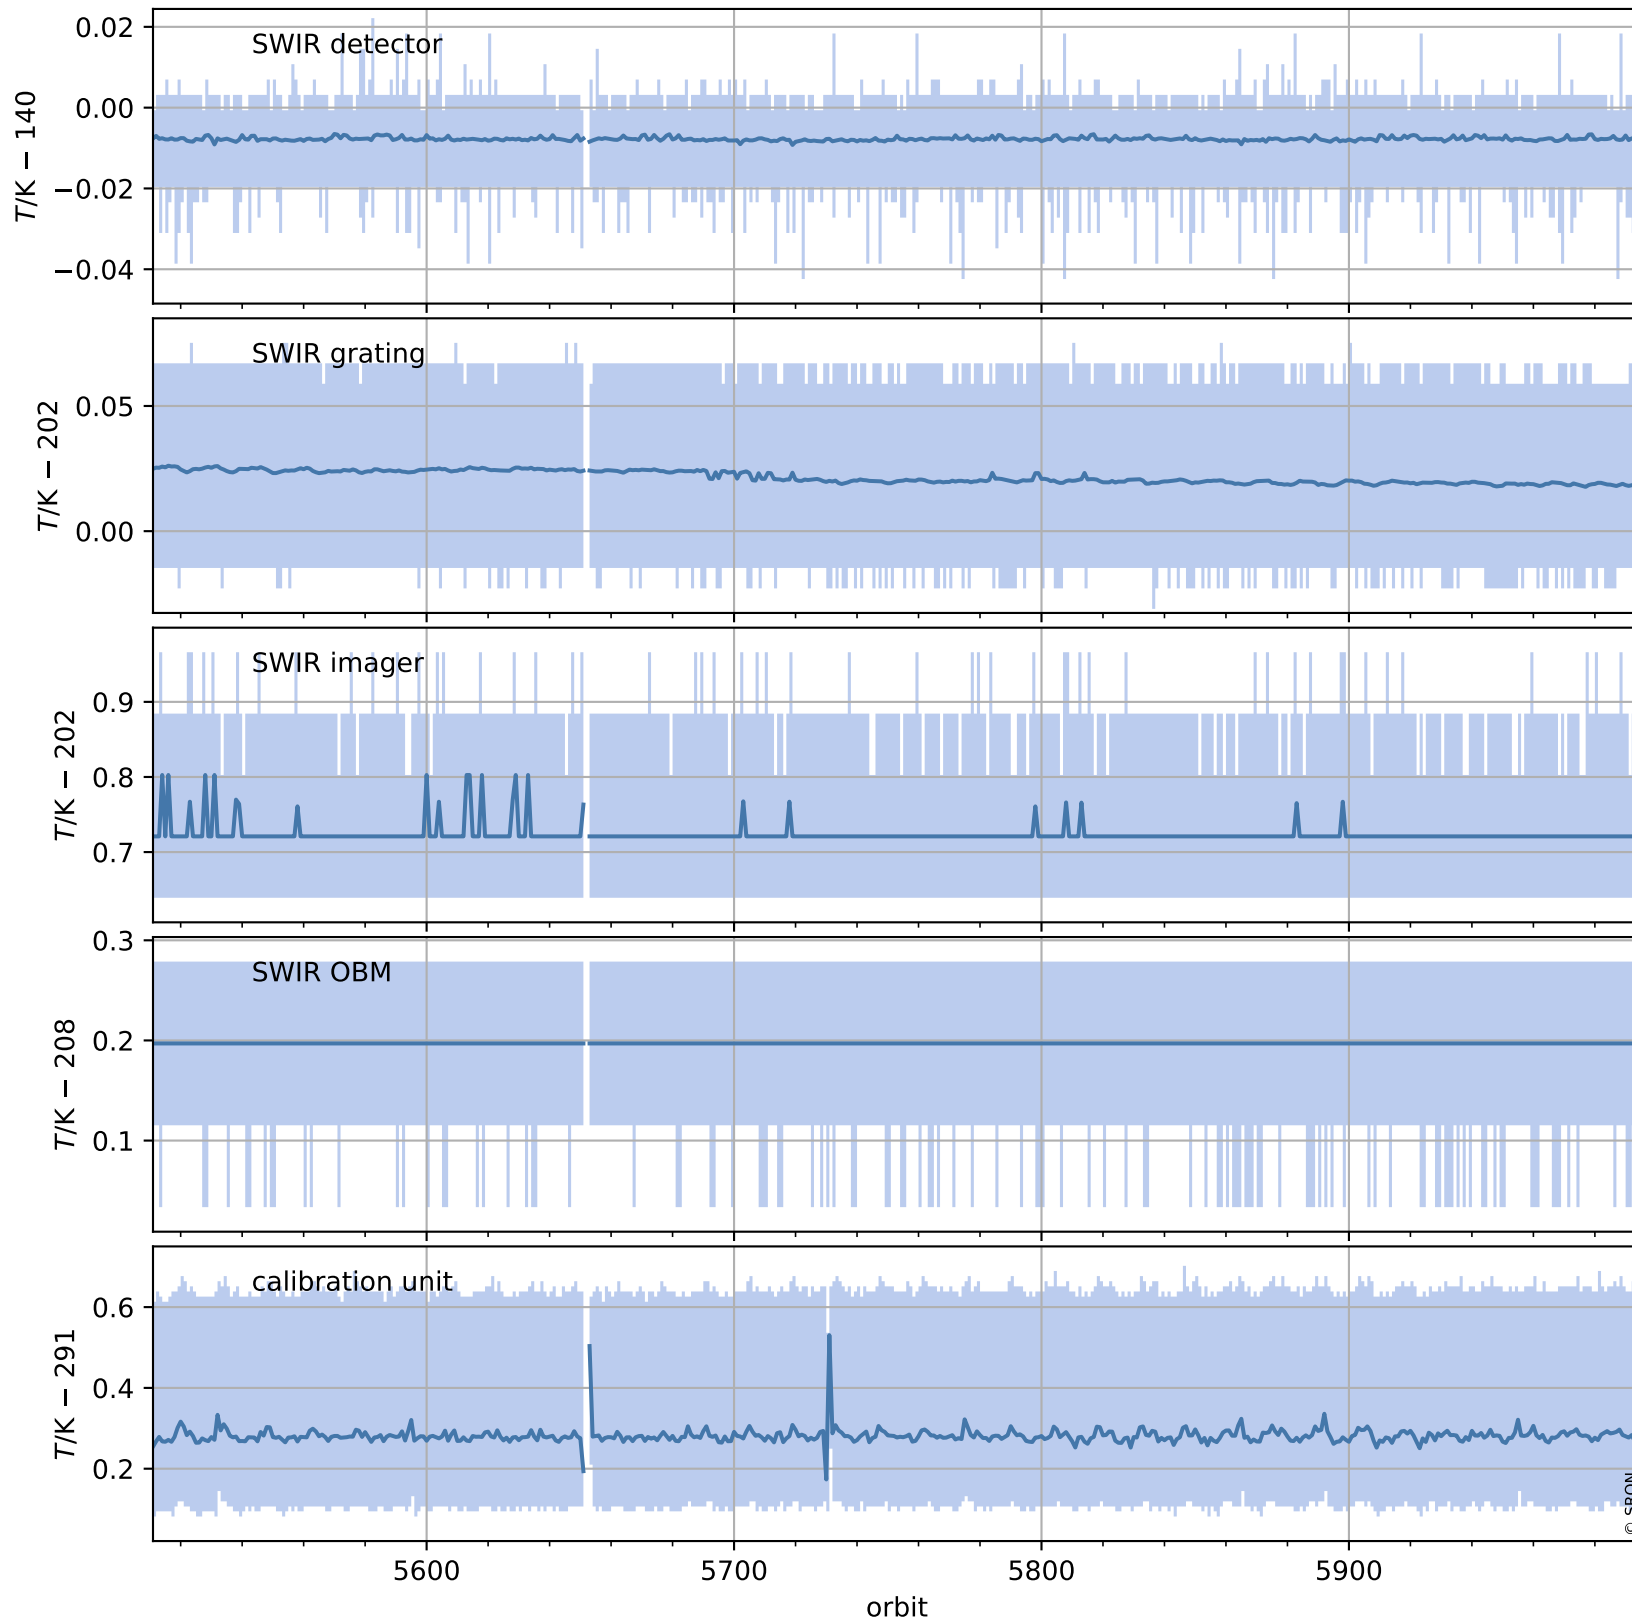 0.02
0.00
−0.02
−0.04
T/K − 140
SWIR detector
0.05
0.00
T/K − 202
SWIR grating
0.9
0.8
0.7
T/K − 202
SWIR imager
0.3
0.2
0.1
T/K − 208
SWIR OBM
0.6
0.4
0.2
T/K − 291
calibration unit
5600
5700
5800
5900
orbit
© SRON